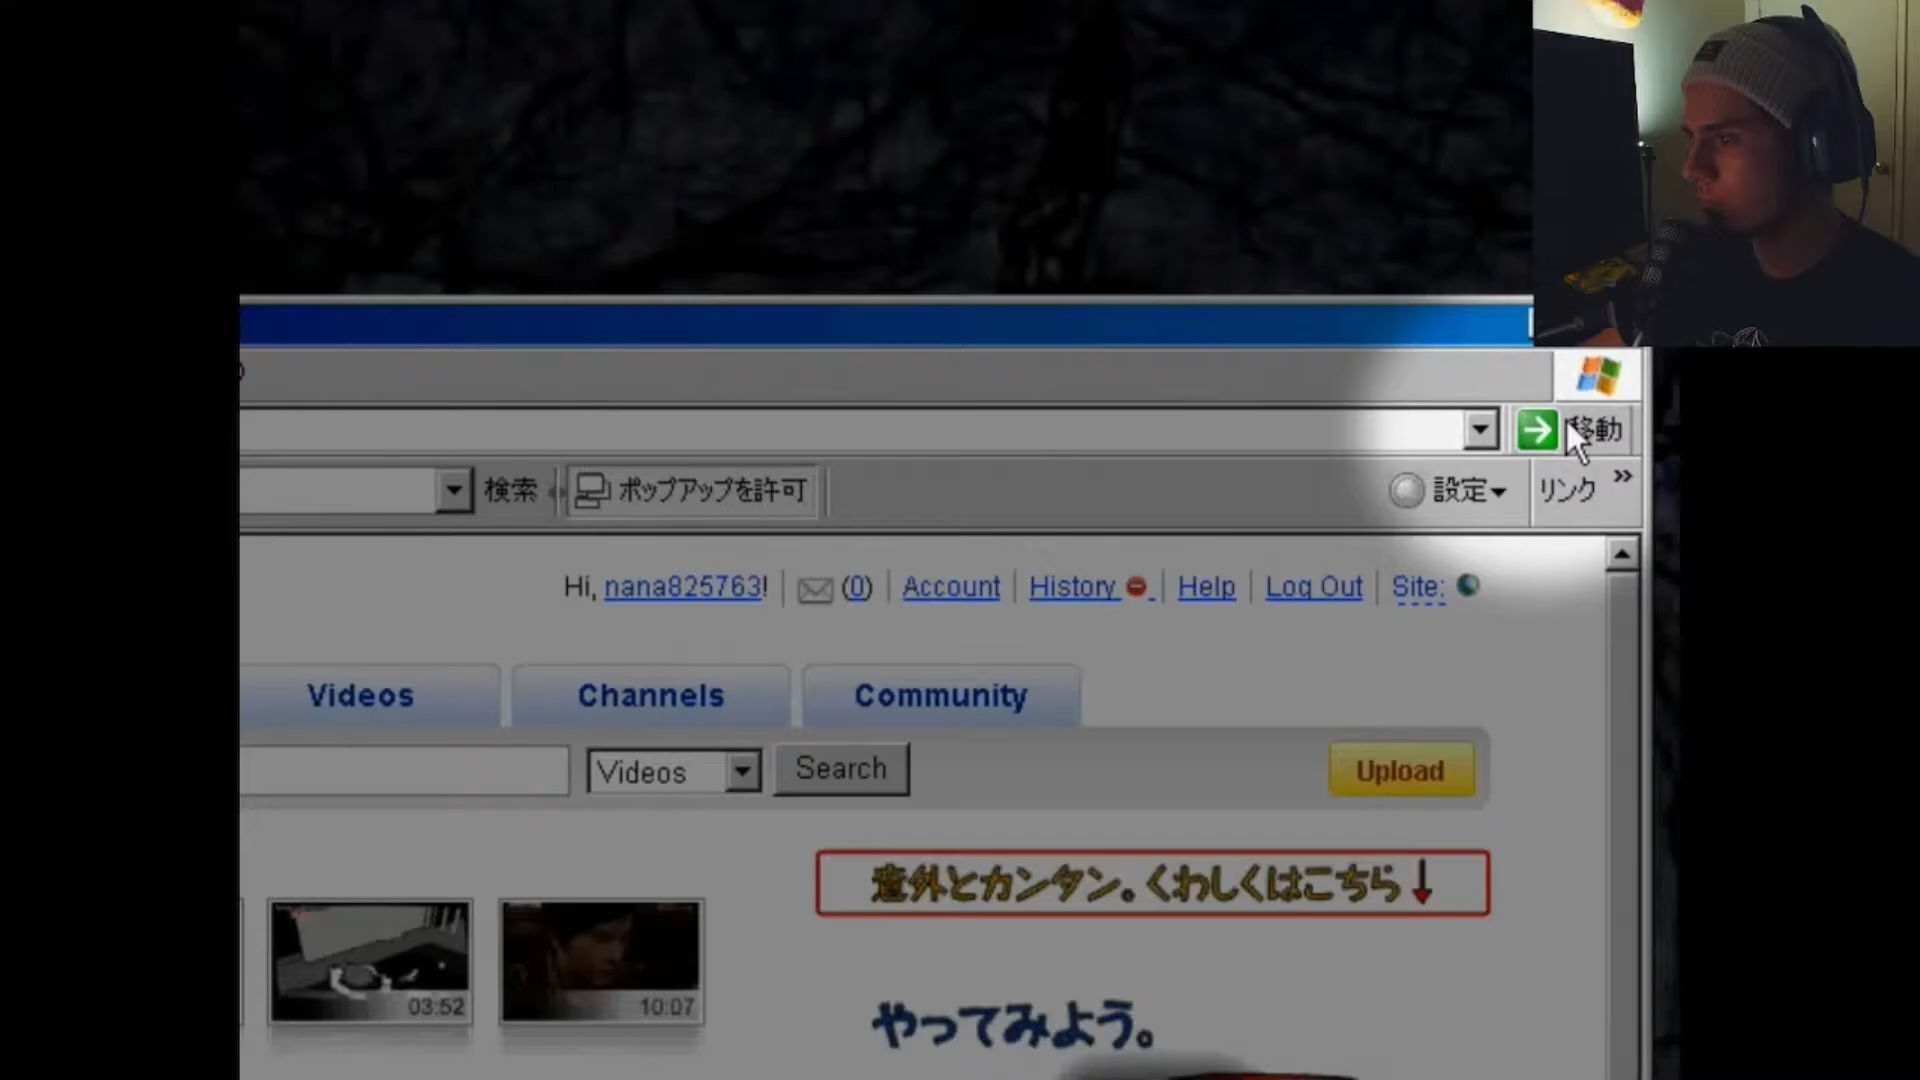 移動
検索
ポップアップを許可
設定
リンク
»
Hi, nana825763!
(0)
Account
History
Help
Log Out
Site:
Videos
Channels
Community
Videos
Search
Upload
意外とカンタン。くわしくはこちら↓
03:52
10:07
やってみよう。